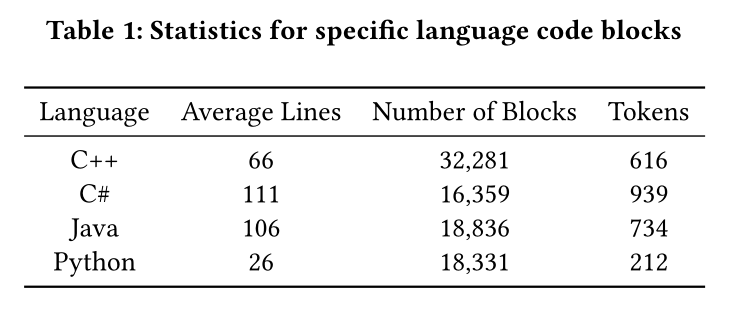 Table 1: Statistics for specific language code blocks
Language Average Lines Number of Blocks Tokens
C++ 66 32,281 616
C# 111 16,359 939
Java 106 18,836 734
Python 26 18,331 212